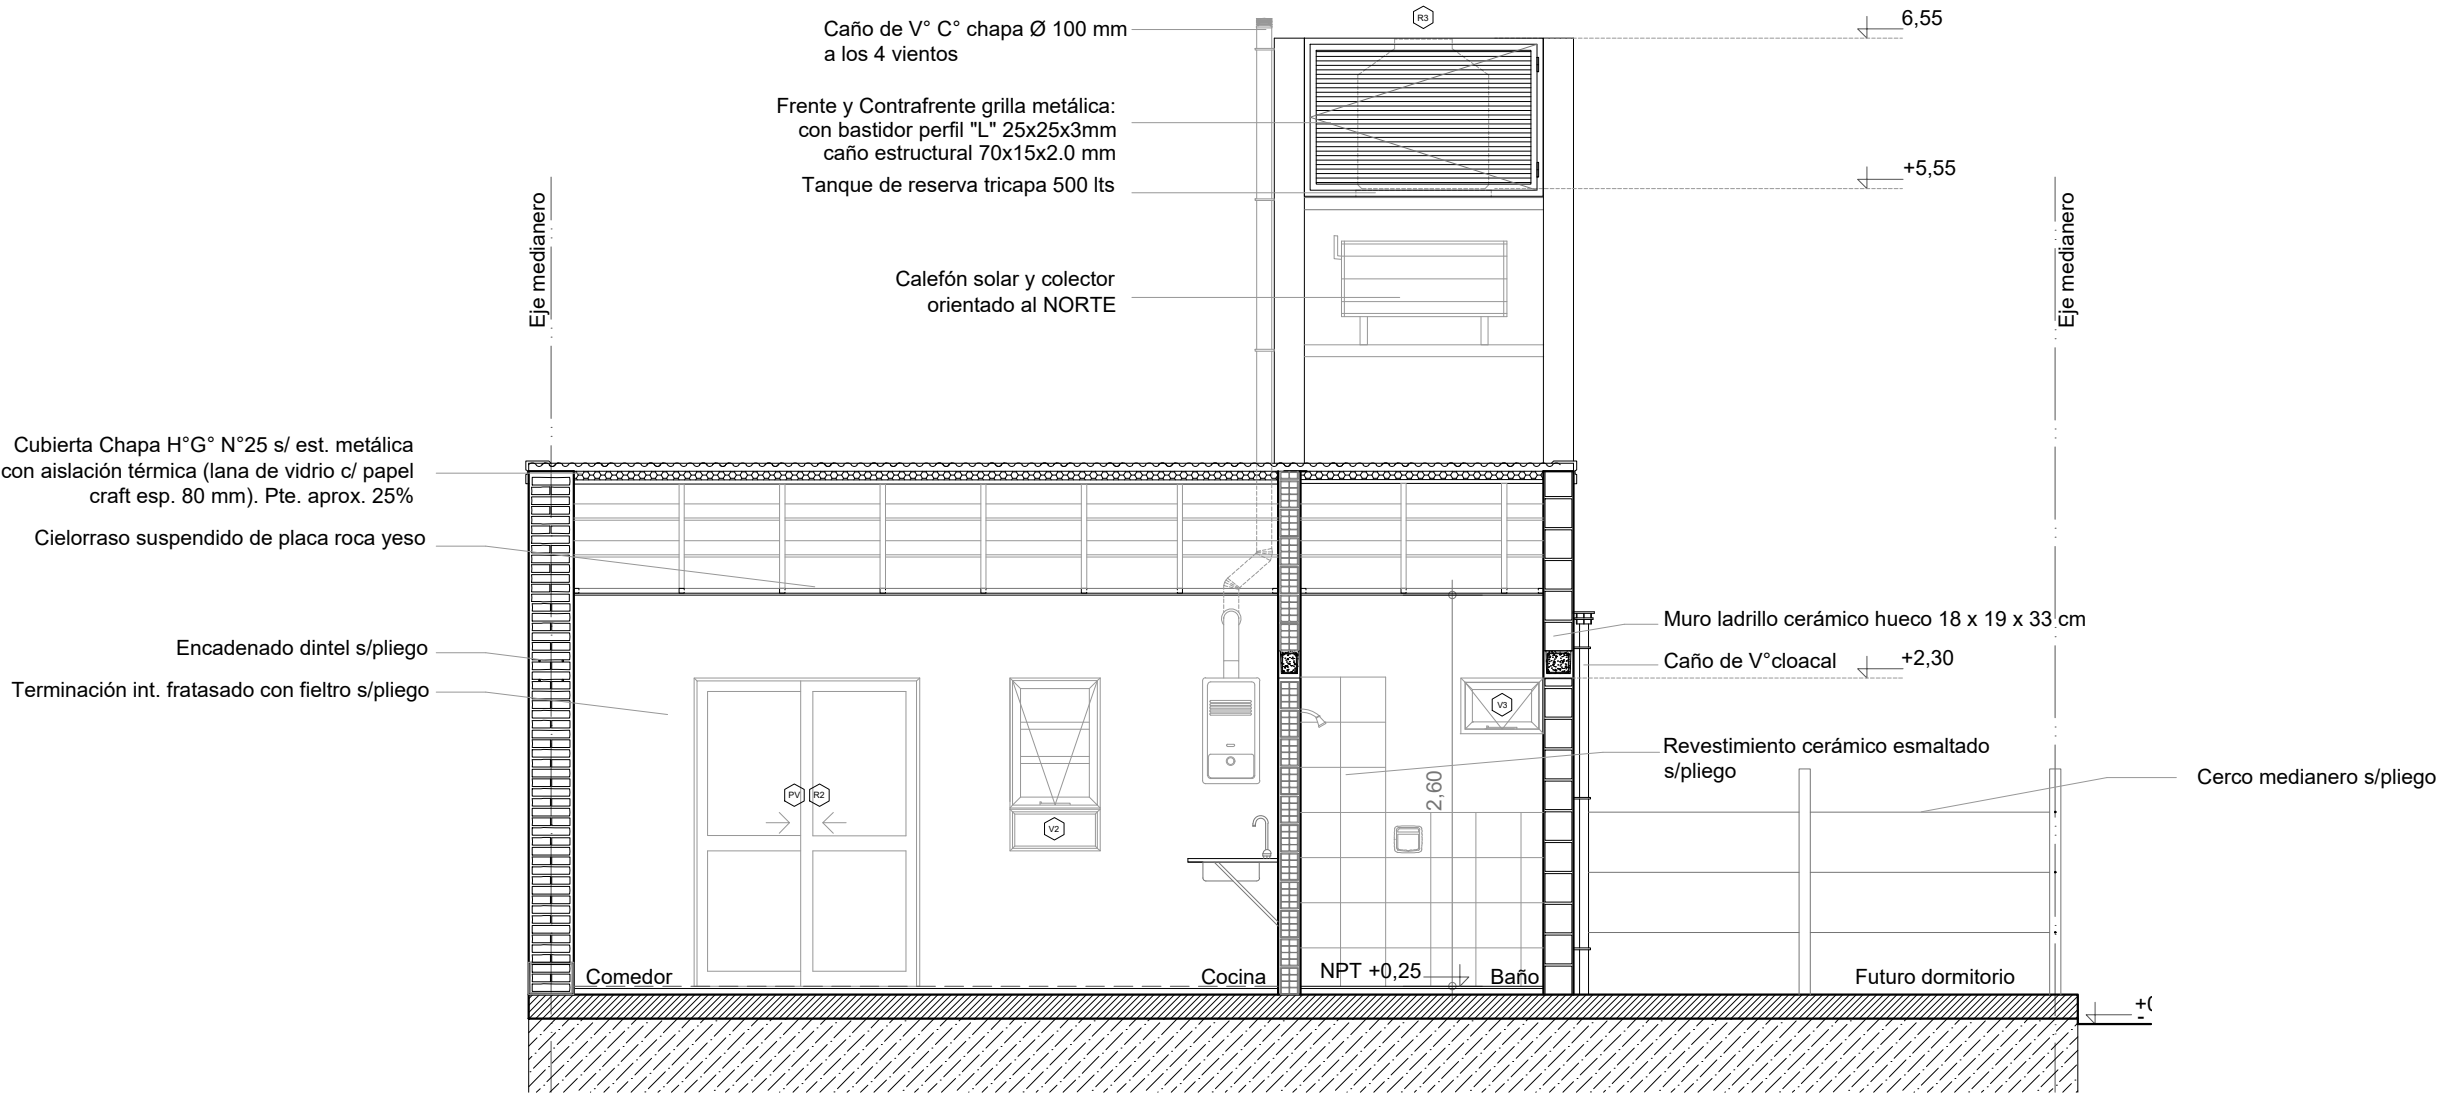 Caño de V° C° chapa Ø 100 mm
a los 4 vientos
R3
6,55
Frente y Contrafrente grilla metálica:
con bastidor perfil "L" 25x25x3mm
caño estructural 70x15x2.0 mm
Tanque de reserva tricapa 500 lts
+5,55
Eje medianero
Eje medianero
Calefón solar y colector
orientado al NORTE
Cubierta Chapa H°G° N°25 s/ est. metálica
con aislación térmica (lana de vidrio c/ papel
craft esp. 80 mm). Pte. aprox. 25%
Cielorraso suspendido de placa roca yeso
Encadenado dintel s/pliego
Terminación int. fratasado con fieltro s/pliego
Muro ladrillo cerámico hueco 18 x 19 x 33 cm
Caño de V°cloacal
+2,30
V3
Revestimiento cerámico esmaltado
s/pliego
Cerco medianero s/pliego
PV
R2
V2
2,60
Comedor
Cocina
NPT +0,25
Baño
Futuro dormitorio